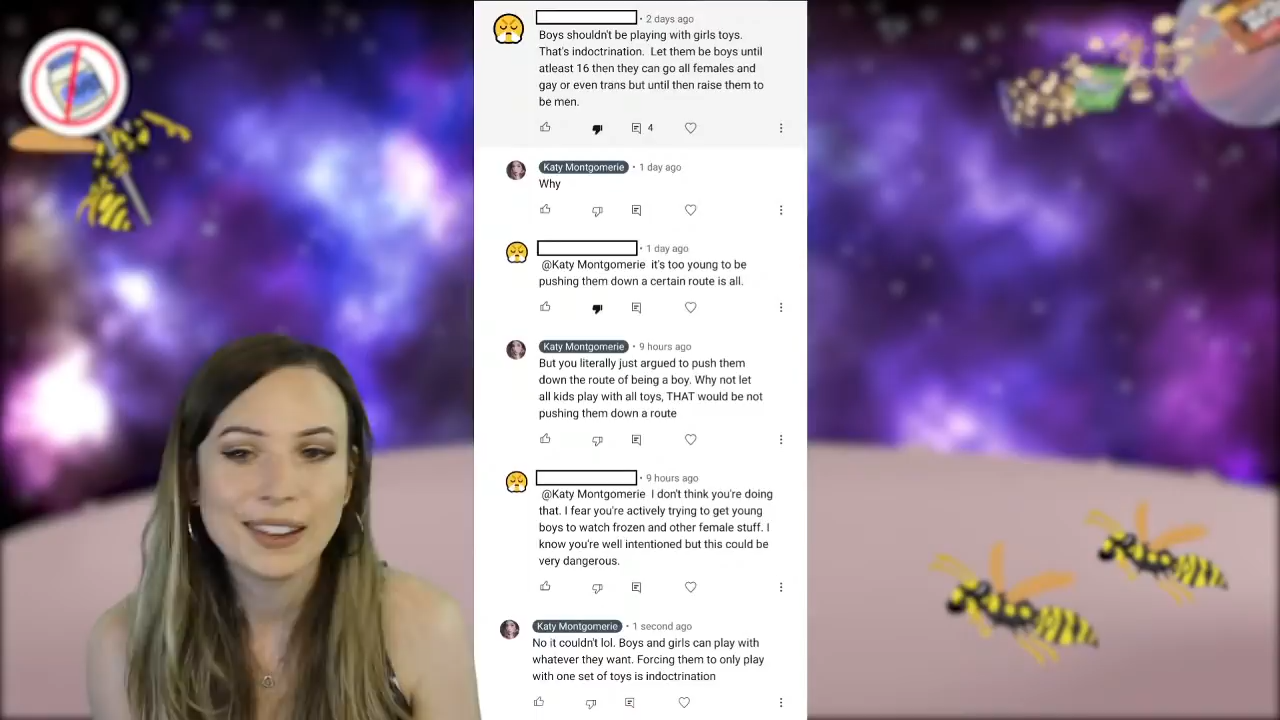 2 days ago
Boys shouldn't be playing with girls toys.
That's indoctrination. Let them be boys until
atleast 16 then they can go all females and
gay or even trans but until then raise them to
be men.
4
Katy Montgomerie • 1 day ago
Why
• 1 day ago
@Katy Montgomerie it's too young to be
pushing them down a certain route is all.
Katy Montgomerie • 9 hours ago
But you literally just argued to push them
down the route of being a boy. Why not let
all kids play with all toys, THAT would be not
pushing them down a route
• 9 hours ago
@Katy Montgomerie I don't think you're doing
that. I fear you're actively trying to get young
boys to watch frozen and other female stuff. I
know you're well intentioned but this could be
very dangerous.
Katy Montgomerie • 1 second ago
No it couldn't lol. Boys and girls can play with
whatever they want. Forcing them to only play
with one set of toys is indoctrination